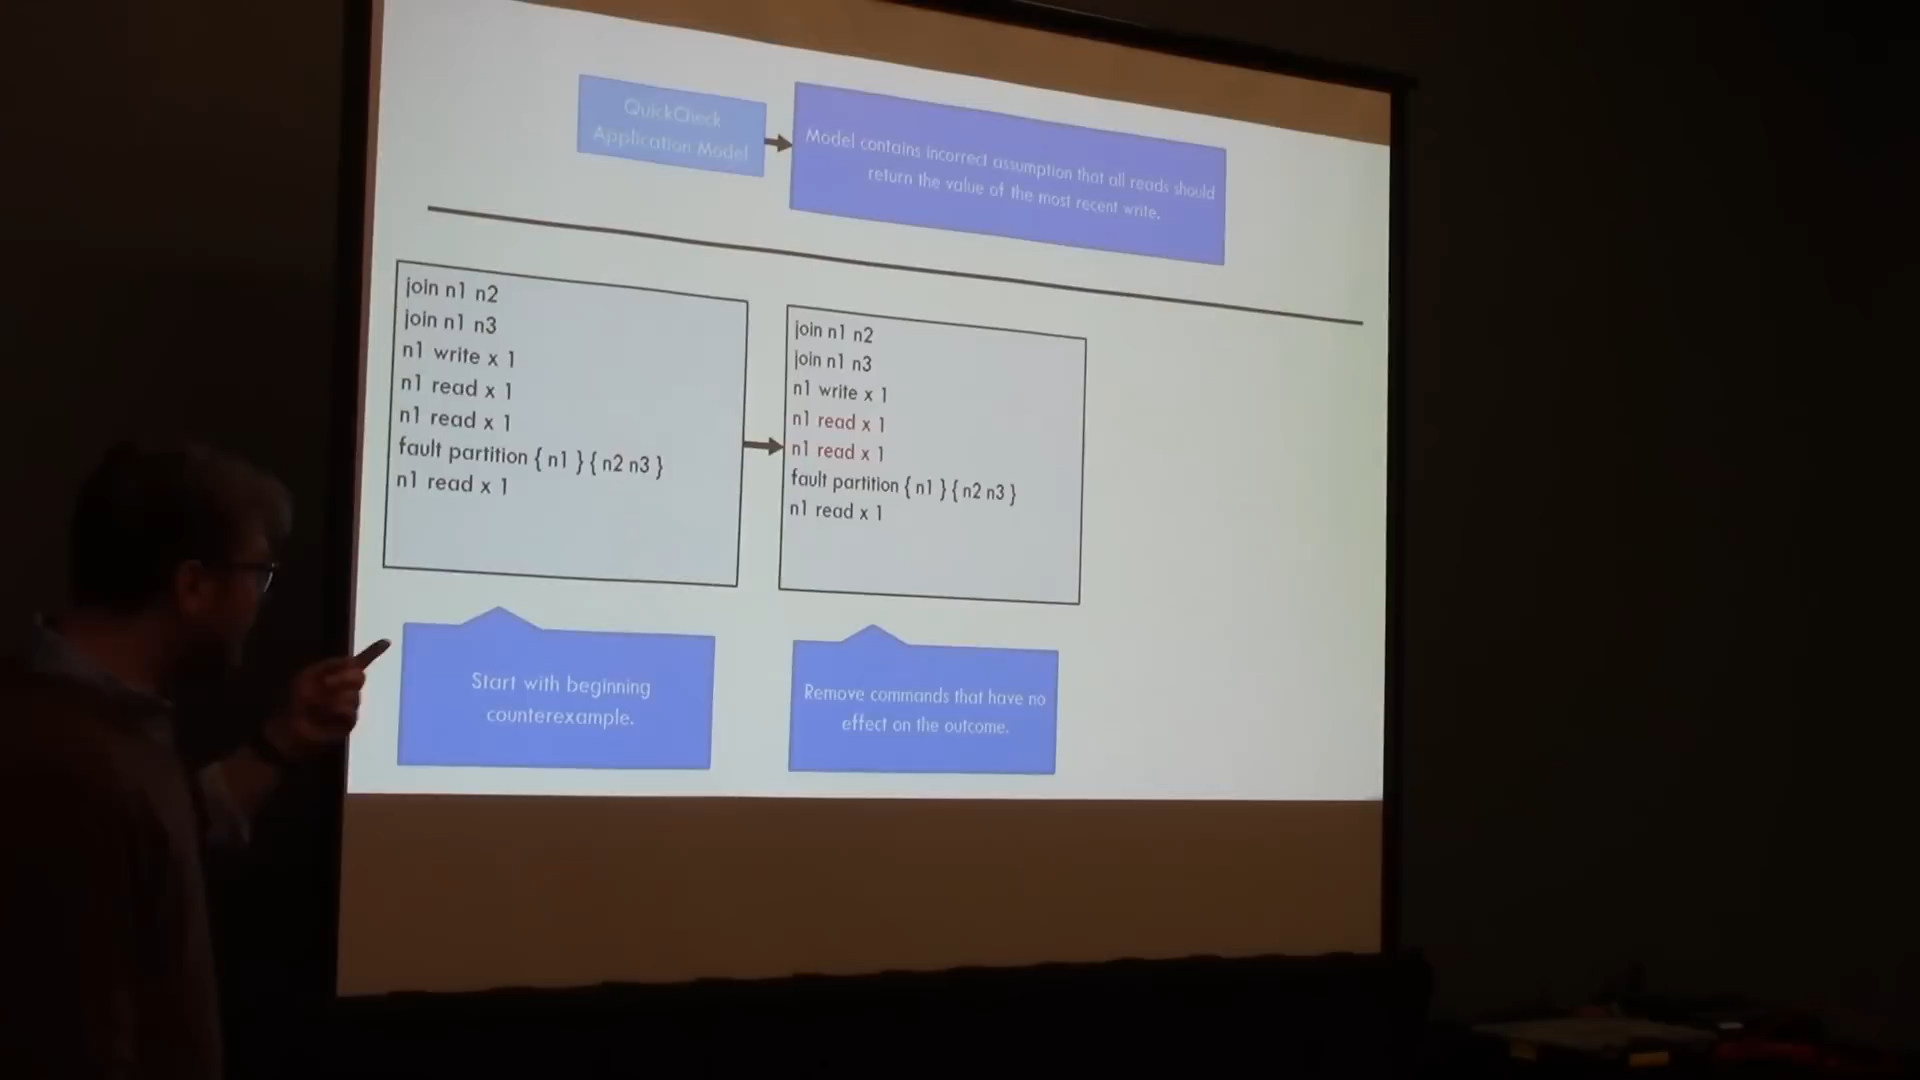 QuickCheck
Application Model
Model contains incorrect assumption that all reads should
return the value of the most recent write.
join n1 n2
join n1 n3
n1 write x 1
n1 read x 1
n1 read x 1
fault partition { n1 } { n2 n3 }
n1 read x 1
join n1 n2
join n1 n3
n1 write x 1
n1 read x 1
n1 read x 1
fault partition { n1 } { n2 n3 }
n1 read x 1
Start with beginning
counterexample.
Remove commands that have no
effect on the outcome.